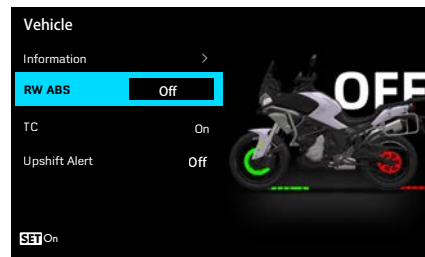 Vehicle
Information >
RW ABS Off
OFF
TC On
Upshift Alert Off
SET On